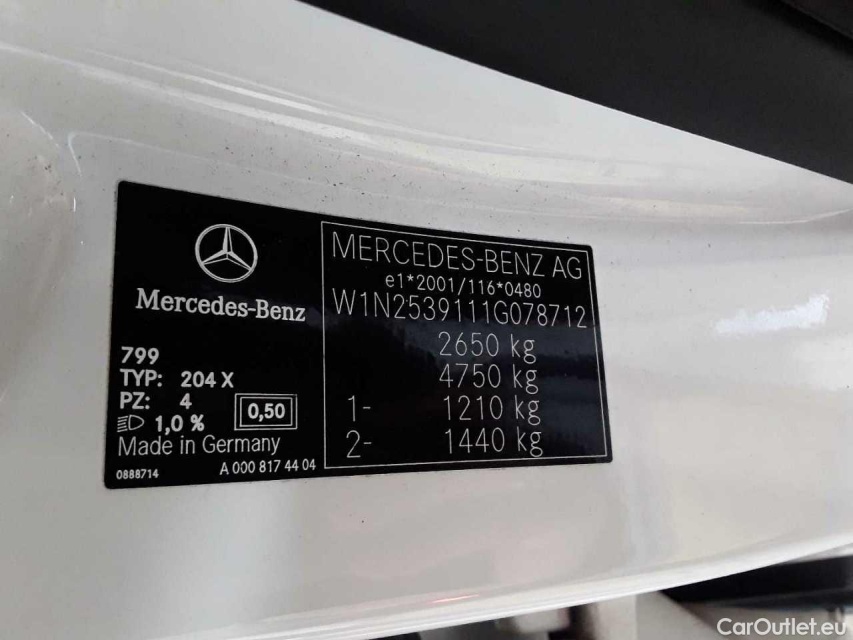 Mercedes-Benz
799
TYP: 204 X
PZ: 4
1,0 %
0,50
Made in Germany
0888714
A 000 817 44 04
MERCEDES-BENZ AG
e1*2001/116*0480
W1N2539111G078712
2650 kg
4750 kg
1- 1210 kg
2- 1440 kg
CarOutlet.eu